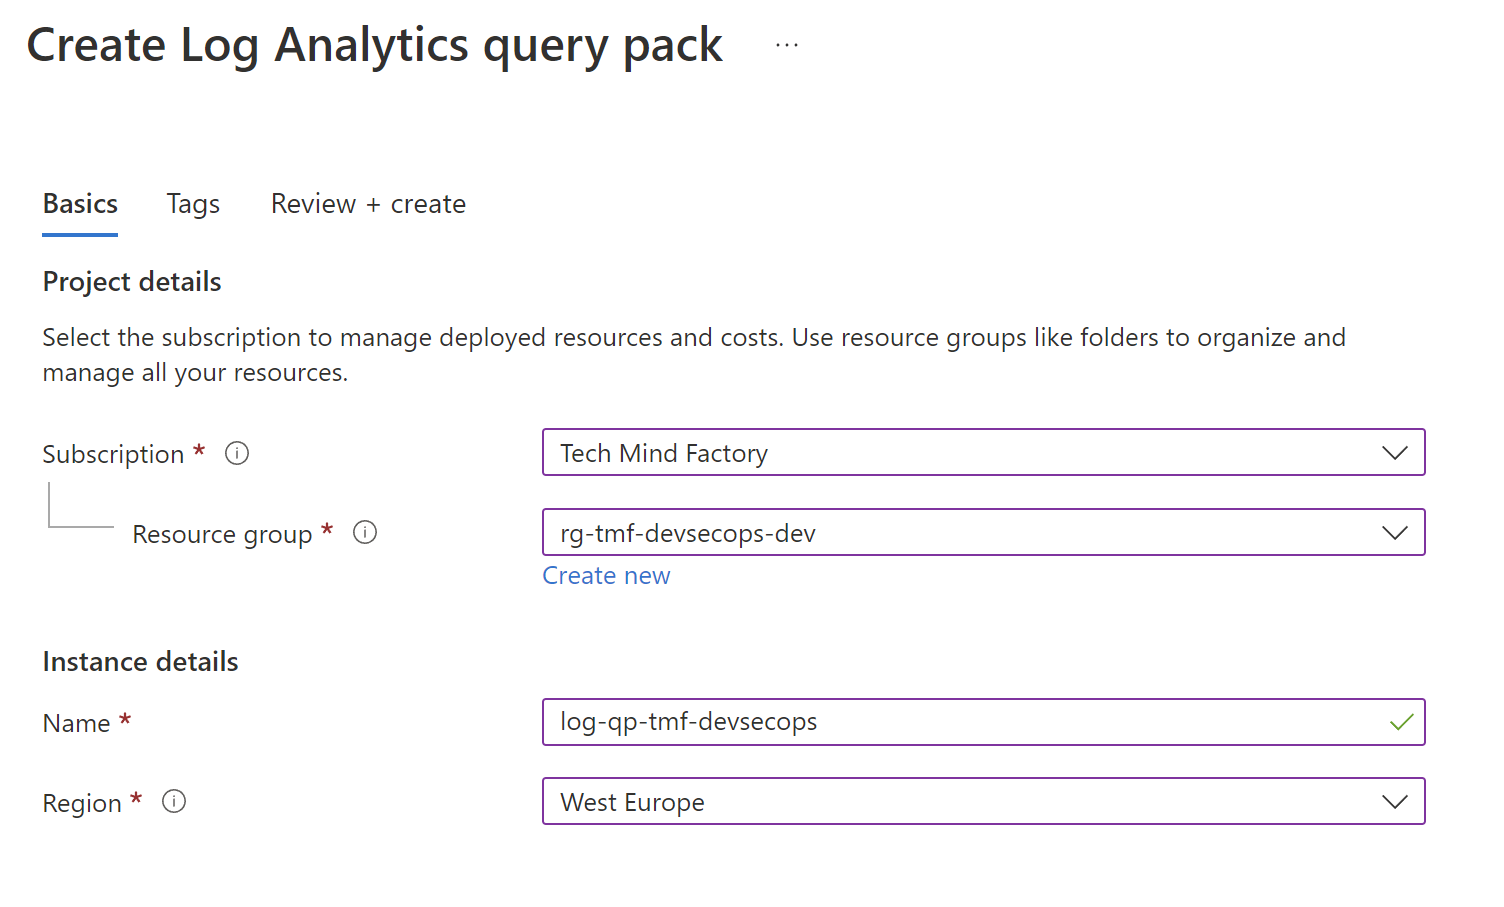 Create Log Analytics query pack ...
Basics Tags Review + create
Project details
Select the subscription to manage deployed resources and costs. Use resource groups like folders to organize and
manage all your resources.
Subscription * Tech Mind Factory
Resource group * rg-tmf-devsecops-dev
Create new
Instance details
Name * log-qp-tmf-devsecops
Region * West Europe